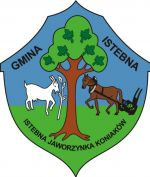 GMINA ISTEBNA
ISTEBNA JAWORZYNKA KONIAKÓW